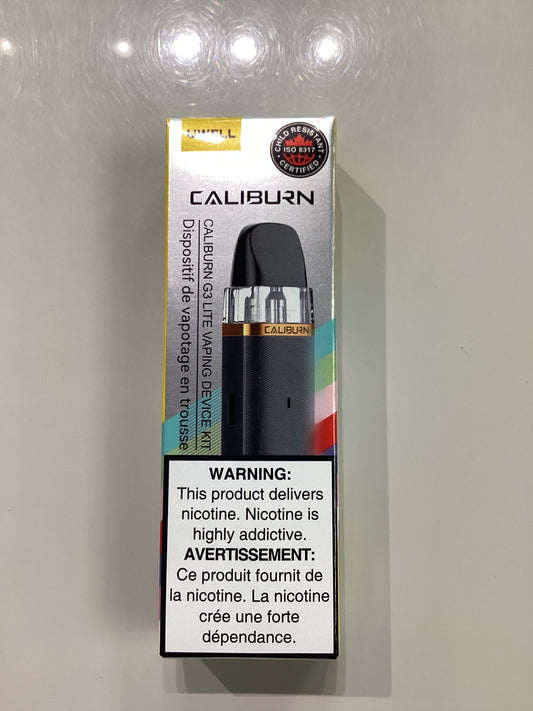 UWELL
CHILD RESISTANT
ISO 8317
CERTIFIED
CALIBURN
CALIBURN G3 LITE VAPING DEVICE KIT
Dispositif de vapotage en trousse
CALIBURN
WARNING:
This product delivers
nicotine. Nicotine is
highly addictive.
AVERTISSEMENT:
Ce produit fournit de
la nicotine. La nicotine
crée une forte
dépendance.